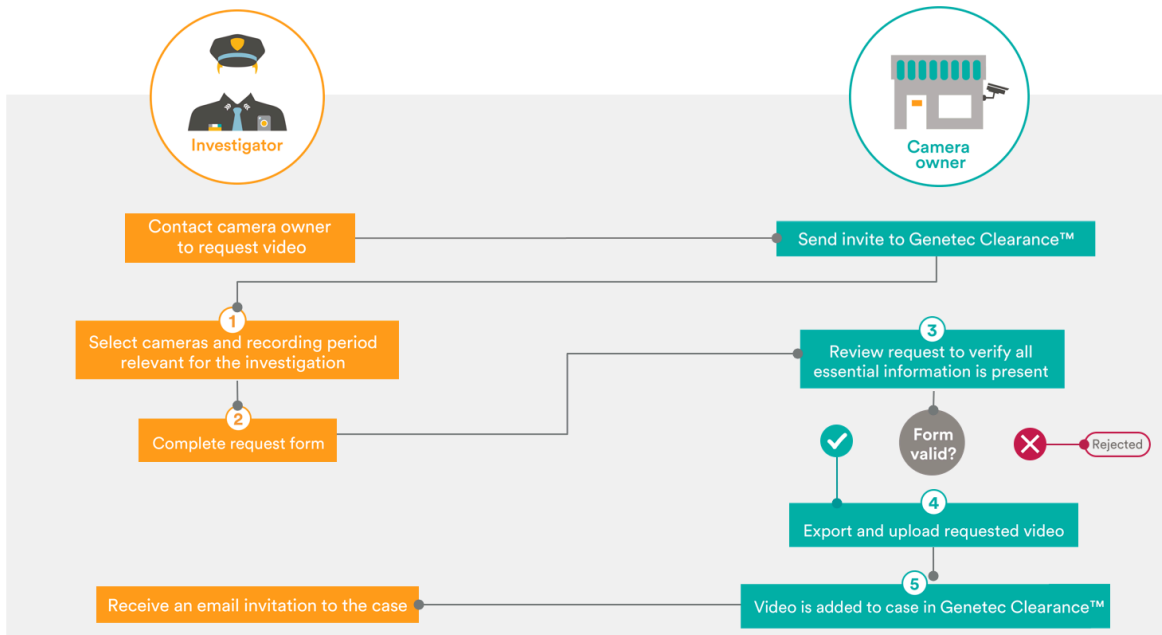 Investigator
Camera
owner
Contact camera owner
to request video
Send invite to Genetec Clearance™
1
Select cameras and recording period
relevant for the investigation
2
Complete request form
3
Review request to verify all
essential information is present
Form
valid?
Rejected
4
Export and upload requested video
5
Video is added to case in Genetec Clearance™
Receive an email invitation to the case